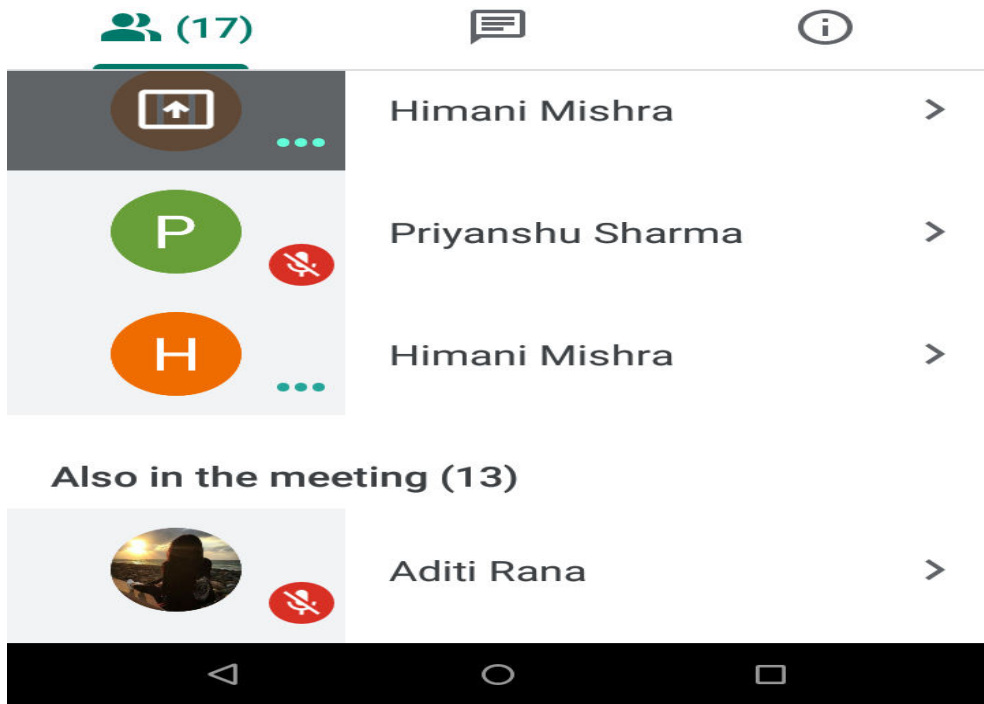 (17)
Himani Mishra
P
Priyanshu Sharma
H
Himani Mishra
Also in the meeting (13)
Aditi Rana